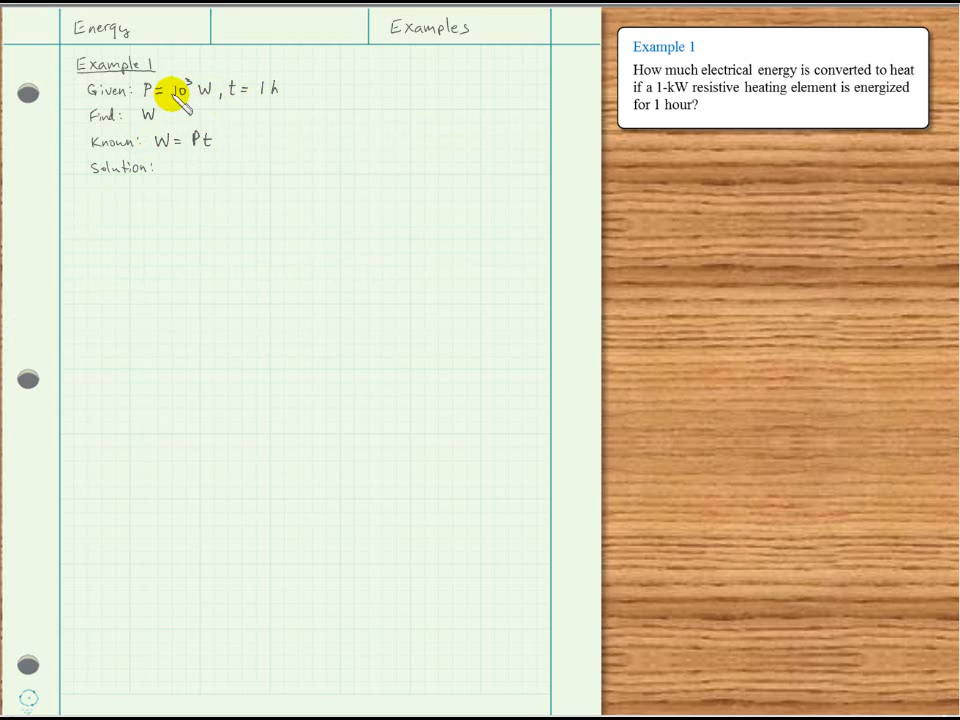 Energy
Examples
Example 1
Given: P = 10³ W, t = 1 h
Find: W
Known: W = Pt
Solution:
Example 1
How much electrical energy is converted to heat
if a 1-kW resistive heating element is energized
for 1 hour?